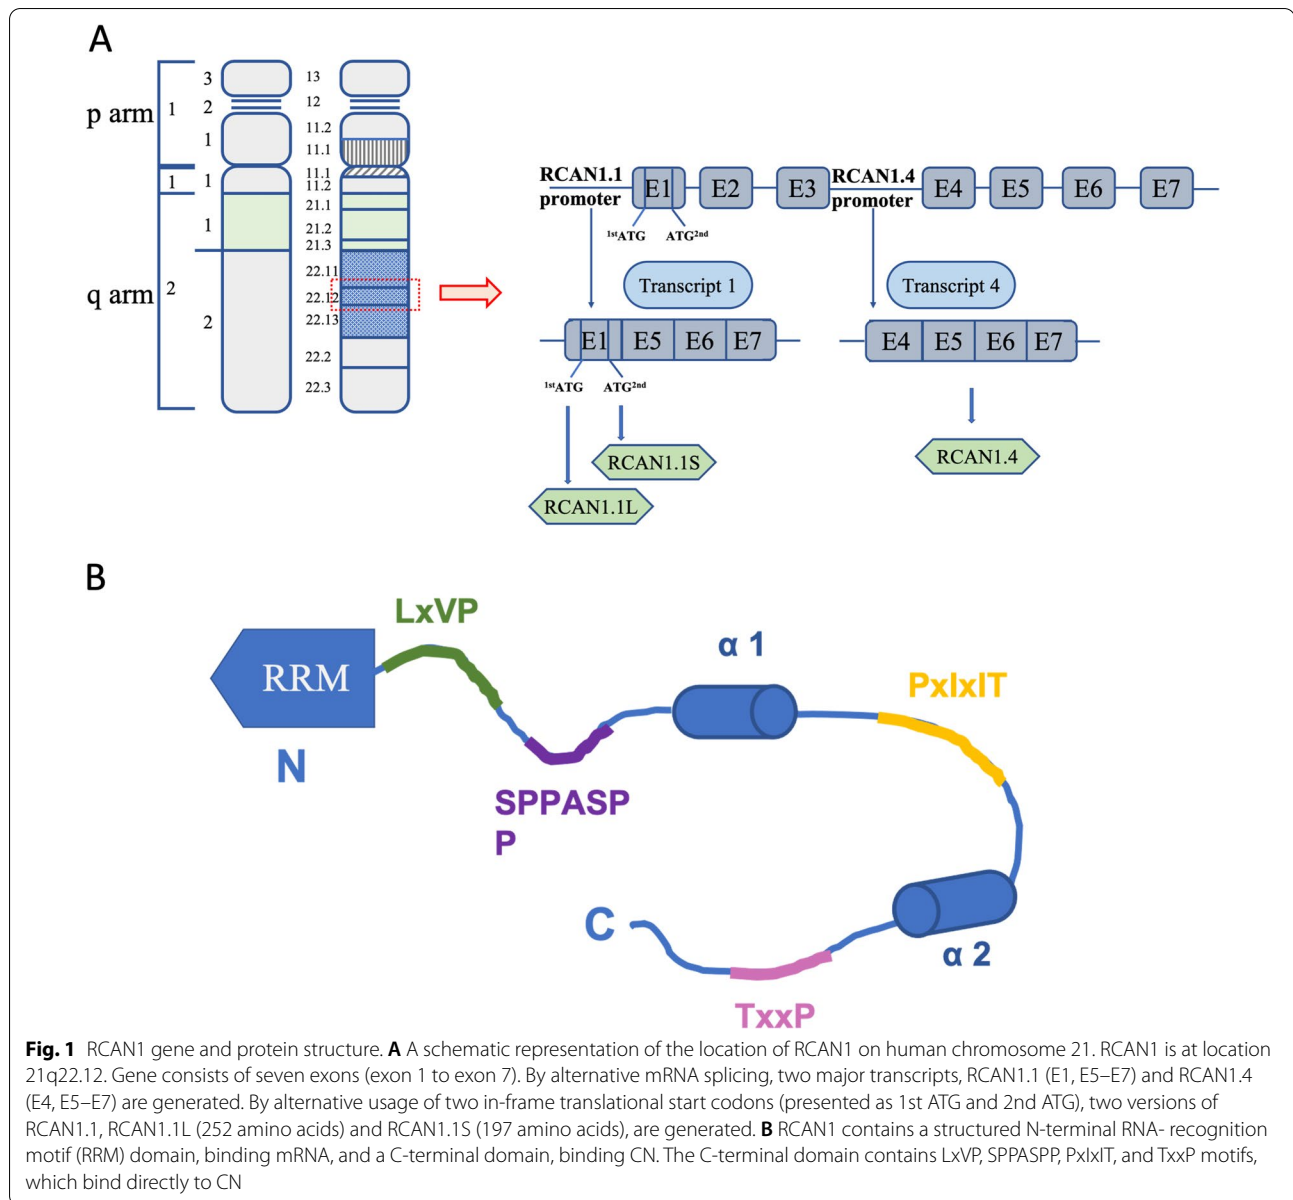 A
p arm
1
3
2
1
13
12
11.2
11.1
q arm
1
1
11.1
11.2
2
1
21.1
21.2
21.3
2
22.11
22.12
22.13
22.2
22.3
RCAN1.1
promoter
E1
E2
E3
RCAN1.4
promoter
E4
E5
E6
E7
1stATG
ATG2nd
Transcript 1
Transcript 4
E1
E5
E6
E7
E4
E5
E6
E7
1stATG
ATG2nd
RCAN1.1S
RCAN1.1L
RCAN1.4
B
LxVP
RRM
N
SPPASP
P
α 1
PxIxIT
α 2
C
TxxP
Fig. 1 RCAN1 gene and protein structure. A A schematic representation of the location of RCAN1 on human chromosome 21. RCAN1 is at location
21q22.12. Gene consists of seven exons (exon 1 to exon 7). By alternative mRNA splicing, two major transcripts, RCAN1.1 (E1, E5–E7) and RCAN1.4
(E4, E5–E7) are generated. By alternative usage of two in-frame translational start codons (presented as 1st ATG and 2nd ATG), two versions of
RCAN1.1, RCAN1.1L (252 amino acids) and RCAN1.1S (197 amino acids), are generated. B RCAN1 contains a structured N-terminal RNA- recognition
motif (RRM) domain, binding mRNA, and a C-terminal domain, binding CN. The C-terminal domain contains LxVP, SPPASPP, PxIxIT, and TxxP motifs,
which bind directly to CN